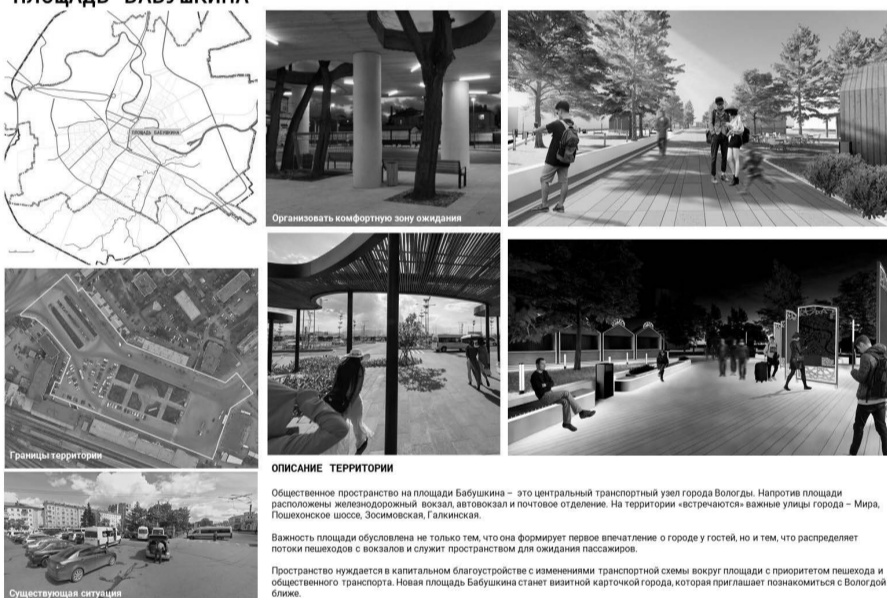 ПЛОЩАДЬ БАБУШКИНА
ПЛОЩАДЬ БАБУШКИНА
Организовать комфортную зону ожидания
Границы территории
Существующая ситуация
ОПИСАНИЕ ТЕРРИТОРИИ
Общественное пространство на площади Бабушкина – это центральный транспортный узел города Вологды. Напротив площади
расположены железнодорожный вокзал, автовокзал и почтовое отделение. На территории «встречаются» важные улицы города – Мира,
Пошехонское шоссе, Зосимовская, Галкинская.
Важность площади обусловлена не только тем, что она формирует первое впечатление о городе у гостей, но и тем, что распределяет
потоки пешеходов с вокзалов и служит пространством для ожидания пассажиров.
Пространство нуждается в капитальном благоустройстве с изменениями транспортной схемы вокруг площади с приоритетом пешехода и
общественного транспорта. Новая площадь Бабушкина станет визитной карточкой города, которая приглашает познакомиться с Вологдой
ближе.